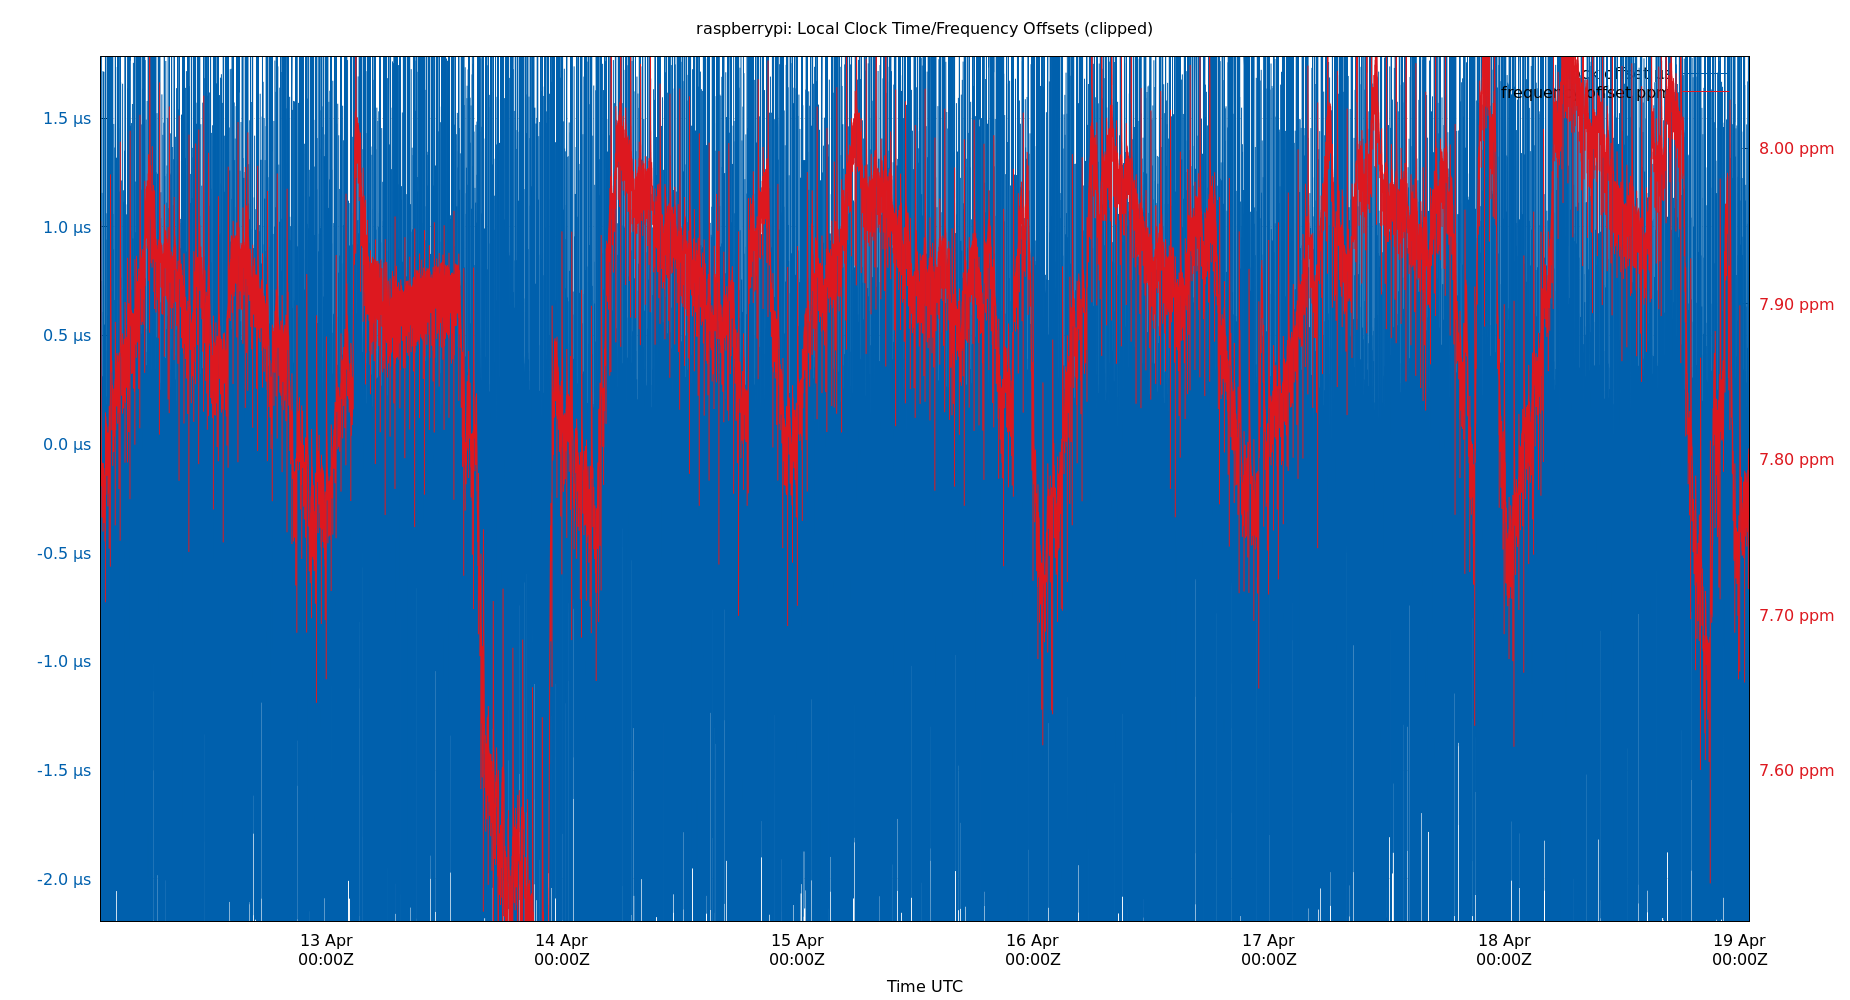 raspberrypi: Local Clock Time/Frequency Offsets (clipped)
offset μs
offset ppm
1.5 μs
1.0 μs
0.5 μs
0.0 μs
-0.5 μs
-1.0 μs
-1.5 μs
-2.0 μs
8.00 ppm
7.90 ppm
7.80 ppm
7.70 ppm
7.60 ppm
13 Apr
00:00Z
14 Apr
00:00Z
15 Apr
00:00Z
16 Apr
00:00Z
17 Apr
00:00Z
18 Apr
00:00Z
19 Apr
00:00Z
Time UTC